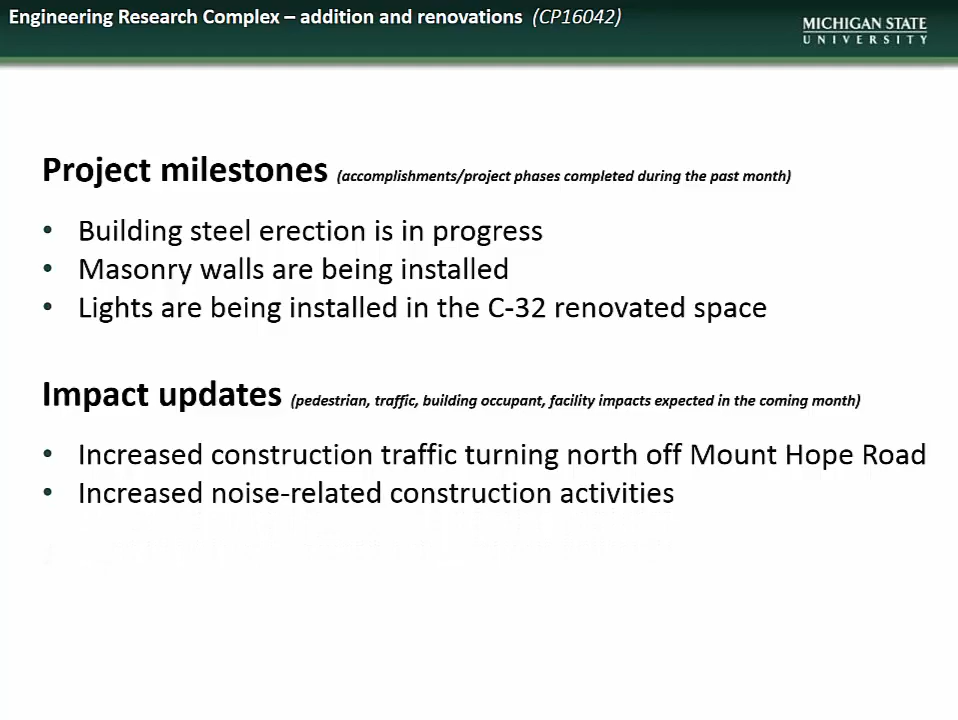 Engineering Research Complex – addition and renovations (CP16042)
MICHIGAN STATE
UNIVERSITY
Project milestones (accomplishments/project phases completed during the past month)
• Building steel erection is in progress
• Masonry walls are being installed
• Lights are being installed in the C-32 renovated space
Impact updates (pedestrian, traffic, building occupant, facility impacts expected in the coming month)
• Increased construction traffic turning north off Mount Hope Road
• Increased noise-related construction activities